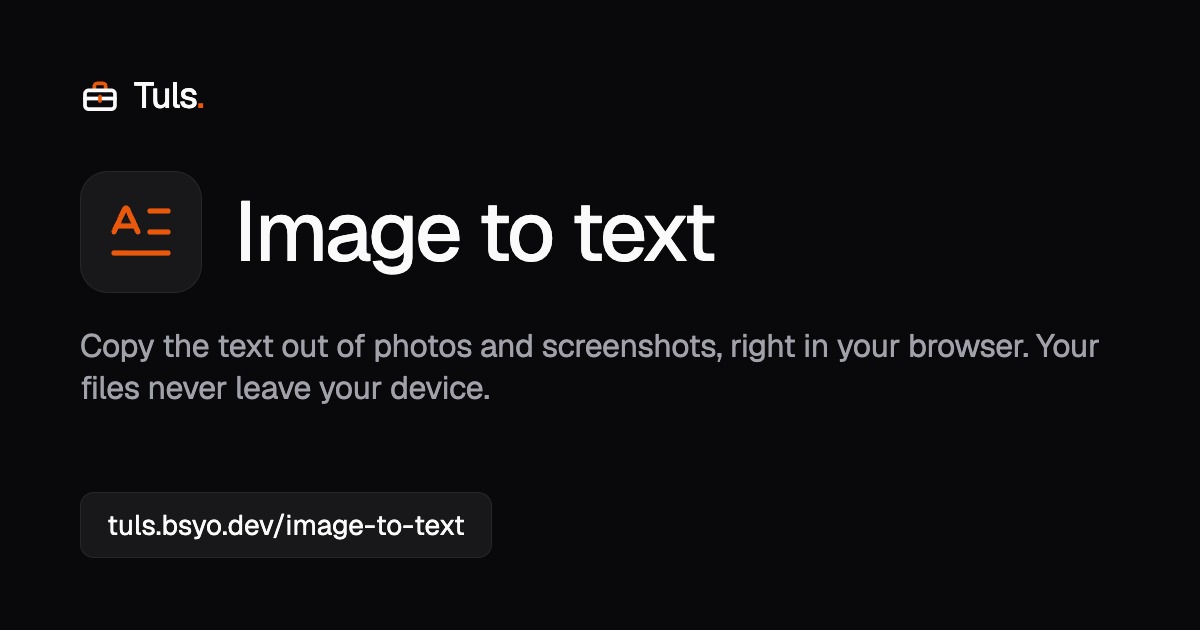 Tuls.
Image to text
Copy the text out of photos and screenshots, right in your browser. Your
files never leave your device.
tuls.bsyo.dev/image-to-text